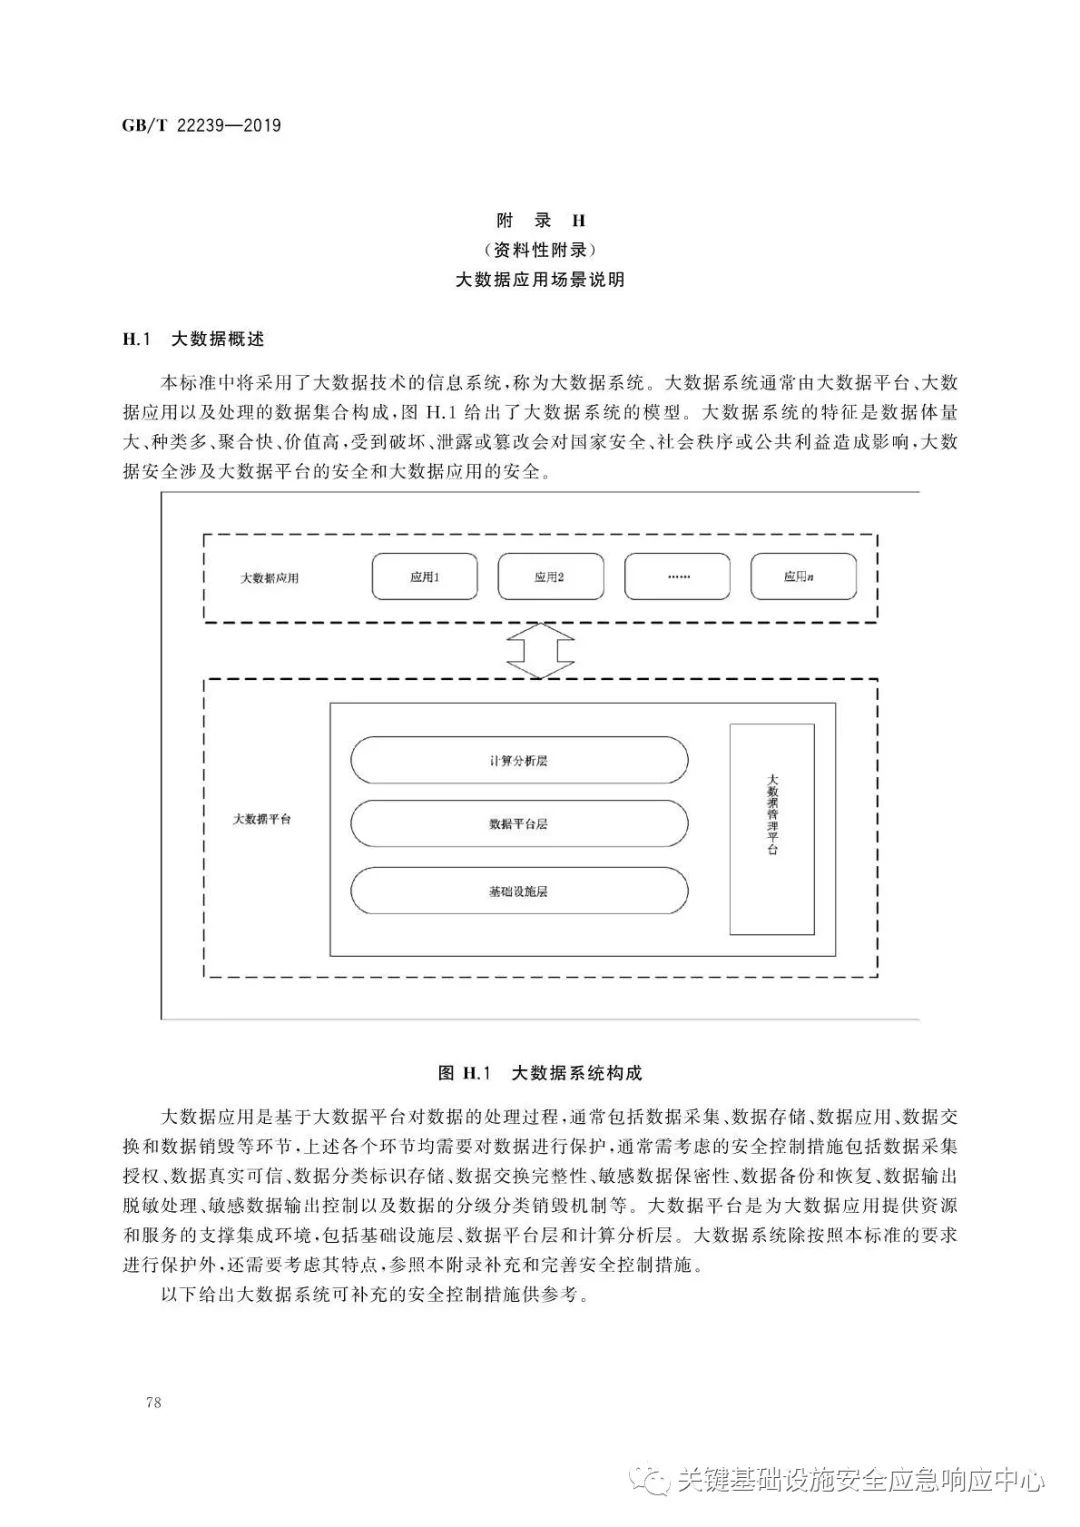 GB/T 22239—2019
附 录 H
（资料性附录）
大数据应用场景说明
H.1 大数据概述
本标准中将采用了大数据技术的信息系统,称为大数据系统。大数据系统通常由大数据平台、大数
据应用以及处理的数据集合构成,图 H.1 给出了大数据系统的模型。大数据系统的特征是数据体量
大、种类多、聚合快、价值高,受到破坏、泄露或篡改会对国家安全、社会秩序或公共利益造成影响,大数
据安全涉及大数据平台的安全和大数据应用的安全。
大数据应用 应用1 应用2 …… 应用n
计算分析层
大数据平台 数据平台层
基础设施层
大数据管理平台
图 H.1 大数据系统构成
大数据应用是基于大数据平台对数据的处理过程,通常包括数据采集、数据存储、数据应用、数据交
换和数据销毁等环节,上述各个环节均需要对数据进行保护,通常需考虑的安全控制措施包括数据采集
授权、数据真实可信、数据分类标识存储、数据交换完整性、敏感数据保密性、数据备份和恢复、数据输出
脱敏处理、敏感数据输出控制以及数据的分级分类销毁机制等。大数据平台是为大数据应用提供资源
和服务的支撑集成环境,包括基础设施层、数据平台层和计算分析层。大数据系统除按照本标准的要求
进行保护外,还需要考虑其特点,参照本附录补充和完善安全控制措施。
以下给出大数据系统可补充的安全控制措施供参考。
78
关键基础设施安全应急响应中心